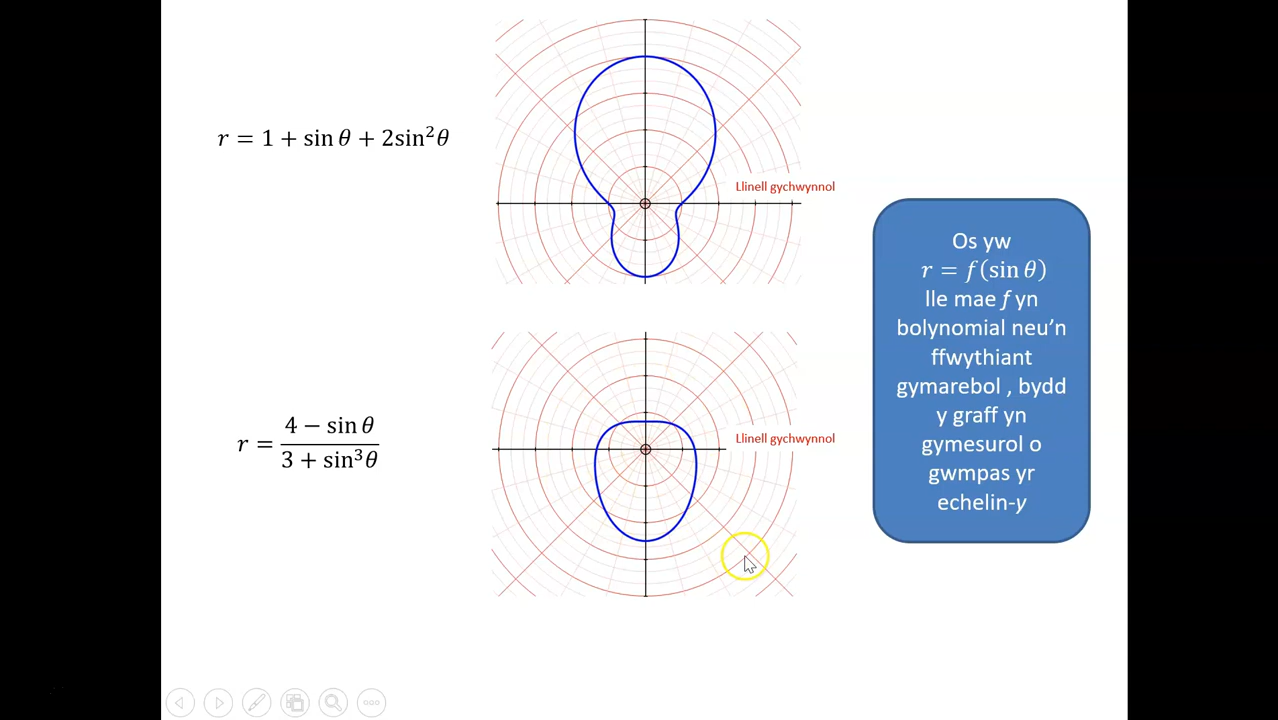 r = 1 + sin θ + 2sin²θ
Llinell gychwynnol
r = (4 − sin θ)/(3 + sin³θ)
Llinell gychwynnol
Os yw
r = f(sin θ)
lle mae f yn
bolynomial neu’n
ffwythiant
gymarebol , bydd
y graff yn
gymesurol o
gwmpas yr
echelin-y